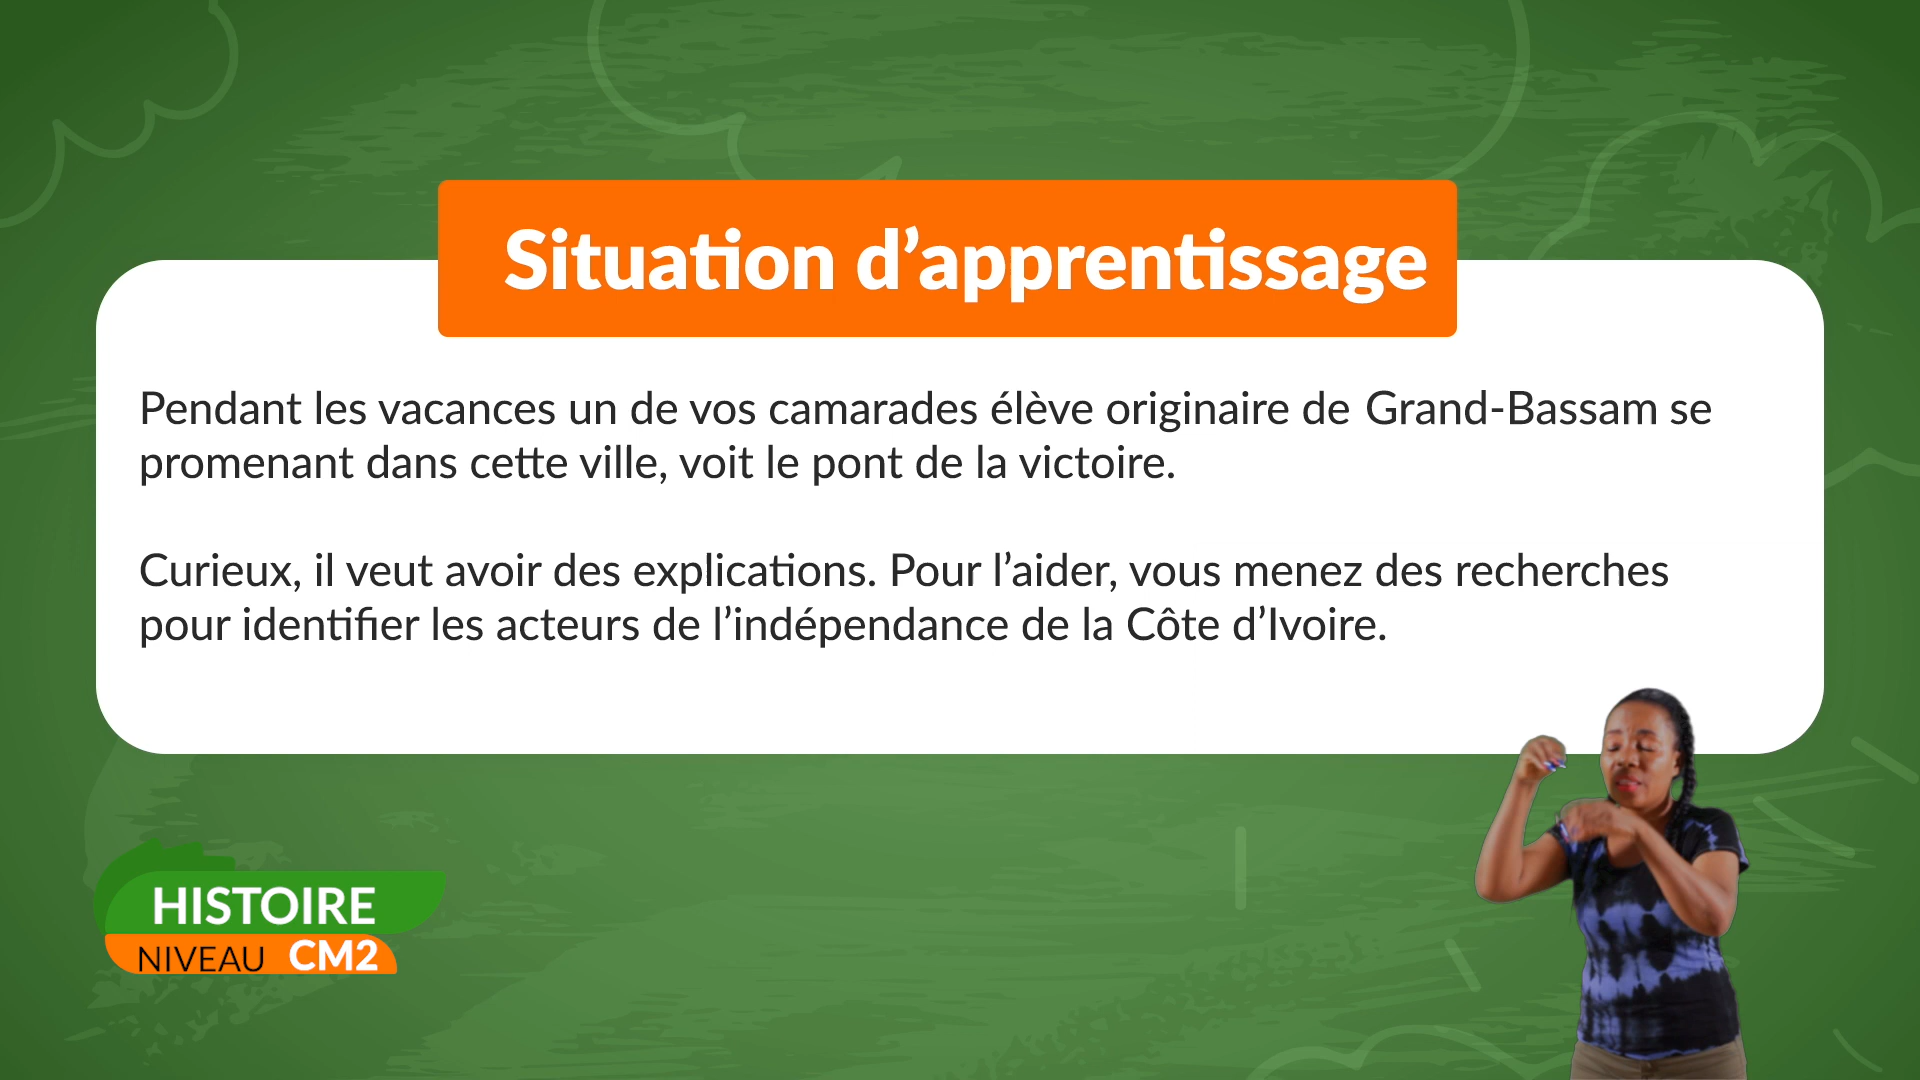 Situation d’apprentissage
Pendant les vacances un de vos camarades élève originaire de Grand-Bassam se
promenant dans cette ville, voit le pont de la victoire.
Curieux, il veut avoir des explications. Pour l’aider, vous menez des recherches
pour identifier les acteurs de l’indépendance de la Côte d’Ivoire.
HISTOIRE
NIVEAU CM2